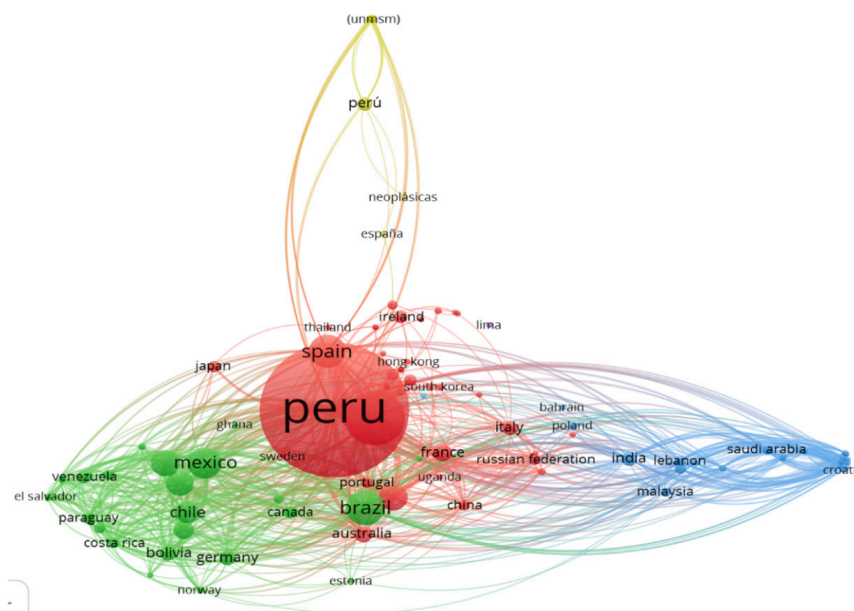 (unmsm)
perú
neoplásicas
españa
lima
ireland
thailand
spain
hong kong
japan
south korea
peru
bahrain
ghana
italy
poland
sweden
mexico
france
russian federation
india
lebanon
saudi arabia
venezuela
portugal
uganda
croati
malaysia
el salvador
chile
canada
brazil
china
paraguay
australia
costa rica
bolivia
germany
estonia
norway